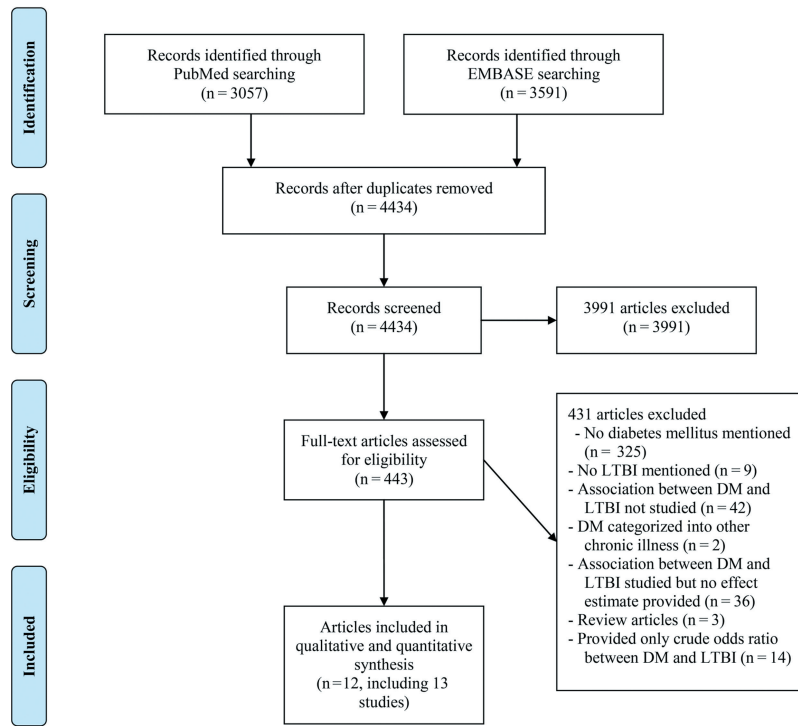 Identification
Records identified through
PubMed searching
(n = 3057)
Records identified through
EMBASE searching
(n = 3591)
Records after duplicates removed
(n = 4434)
Screening
Records screened
(n = 4434)
3991 articles excluded
(n = 3991)
Eligibility
Full-text articles assessed
for eligibility
(n = 443)
431 articles excluded
- No diabetes mellitus mentioned
(n = 325)
- No LTBI mentioned (n = 9)
- Association between DM and
LTBI not studied (n = 42)
- DM categorized into other
chronic illness (n = 2)
- Association between DM and
LTBI studied but no effect
estimate provided (n = 36)
- Review articles (n = 3)
- Provided only crude odds ratio
between DM and LTBI (n = 14)
Included
Articles included in
qualitative and quantitative
synthesis
(n=12, including 13
studies)